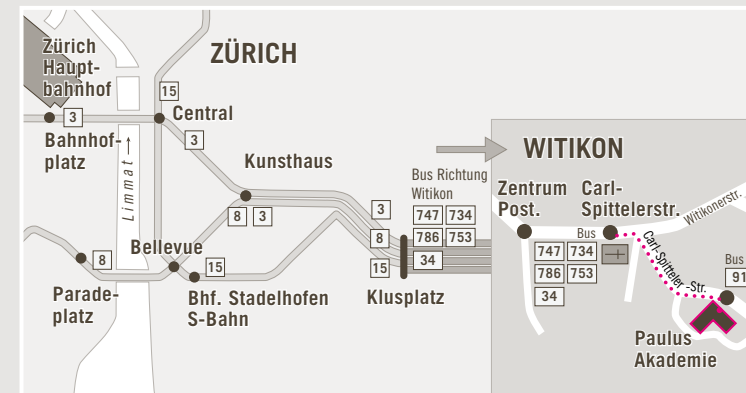 Zürich
Haupt-
bahnhof
ZÜRICH
15
Central
3
Bahnhof-
platz
3
Limmat
Kunsthaus
8 3
Bellevue
8
Parade-
platz
15
Bhf. Stadelhofen
S-Bahn
3
8
15
Klusplatz
Bus Richtung
Witikon
747 734
786 753
34
WITIKON
Zentrum
Post.
Carl-
Spittelerstr.
Witikonerstr.
Bus
747 734
786 753
34
Carl-Spitteler-Str.
Bus
91
Paulus
Akademie